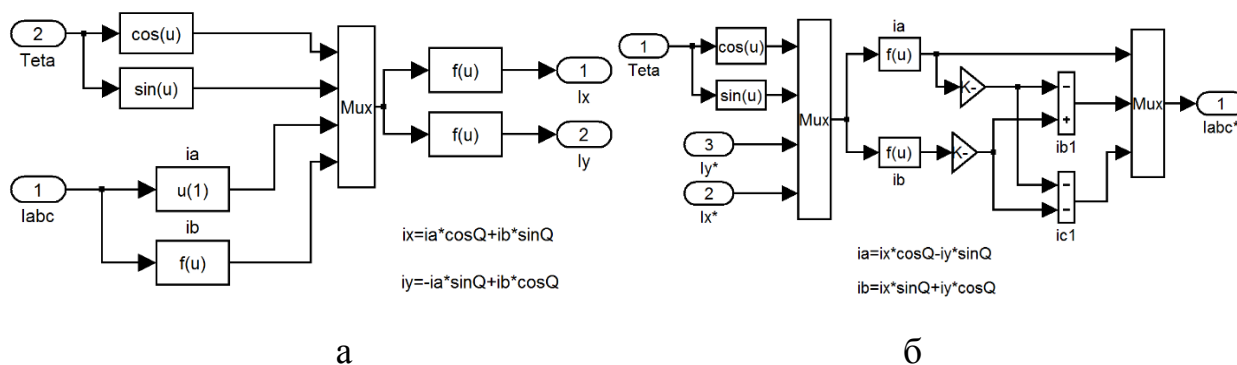 2
Teta
cos(u)
sin(u)
ia
1
Iabc
u(1)
ib
f(u)
Mux
f(u)
1
Ix
f(u)
2
Iy
ix=ia*cosQ+ib*sinQ
iy=-ia*sinQ+ib*cosQ
а
1
Teta
cos(u)
sin(u)
3
Iy*
2
Ix*
Mux
ia
f(u)
K-
f(u)
ib
K-
−
+
ib1
−
−
ic1
Mux
1
Iabc*
ia=ix*cosQ-iy*sinQ
ib=ix*sinQ+iy*cosQ
б